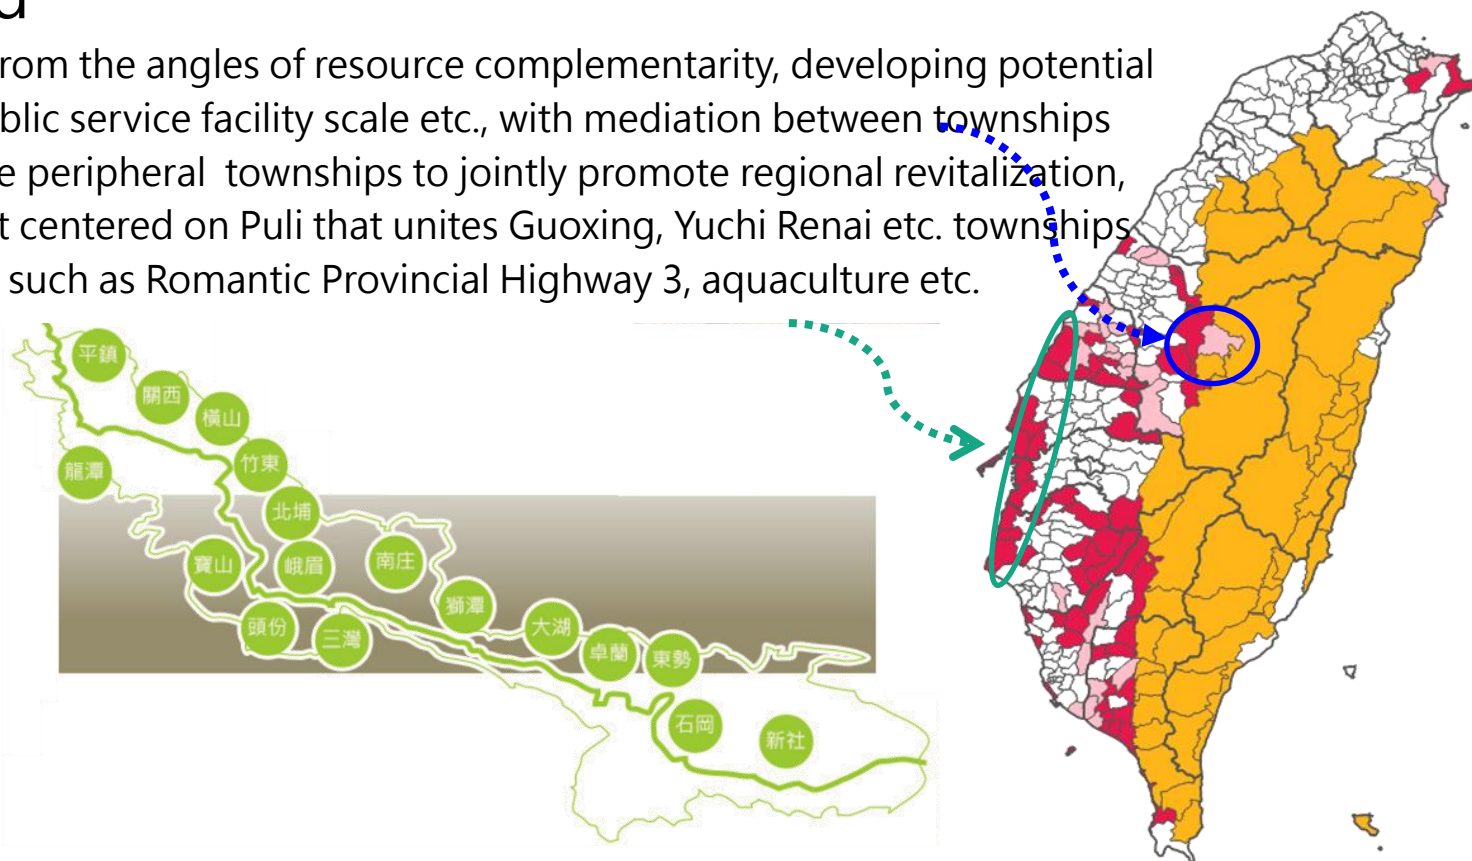 d
rom the angles of resource complementarity, developing potential
blic service facility scale etc., with mediation between townships
e peripheral townships to jointly promote regional revitalization,
t centered on Puli that unites Guoxing, Yuchi Renai etc. townships
such as Romantic Provincial Highway 3, aquaculture etc.
平鎮
關西
橫山
龍潭
竹東
北埔
寶山
峨眉
南庄
獅潭
頭份
三灣
大湖
卓蘭
東勢
石岡
新社